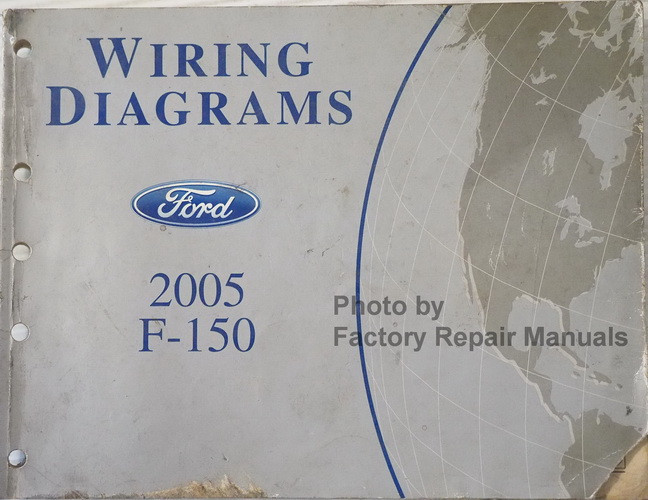 WIRING
DIAGRAMS
Ford
2005
F-150
Photo by
Factory Repair Manuals